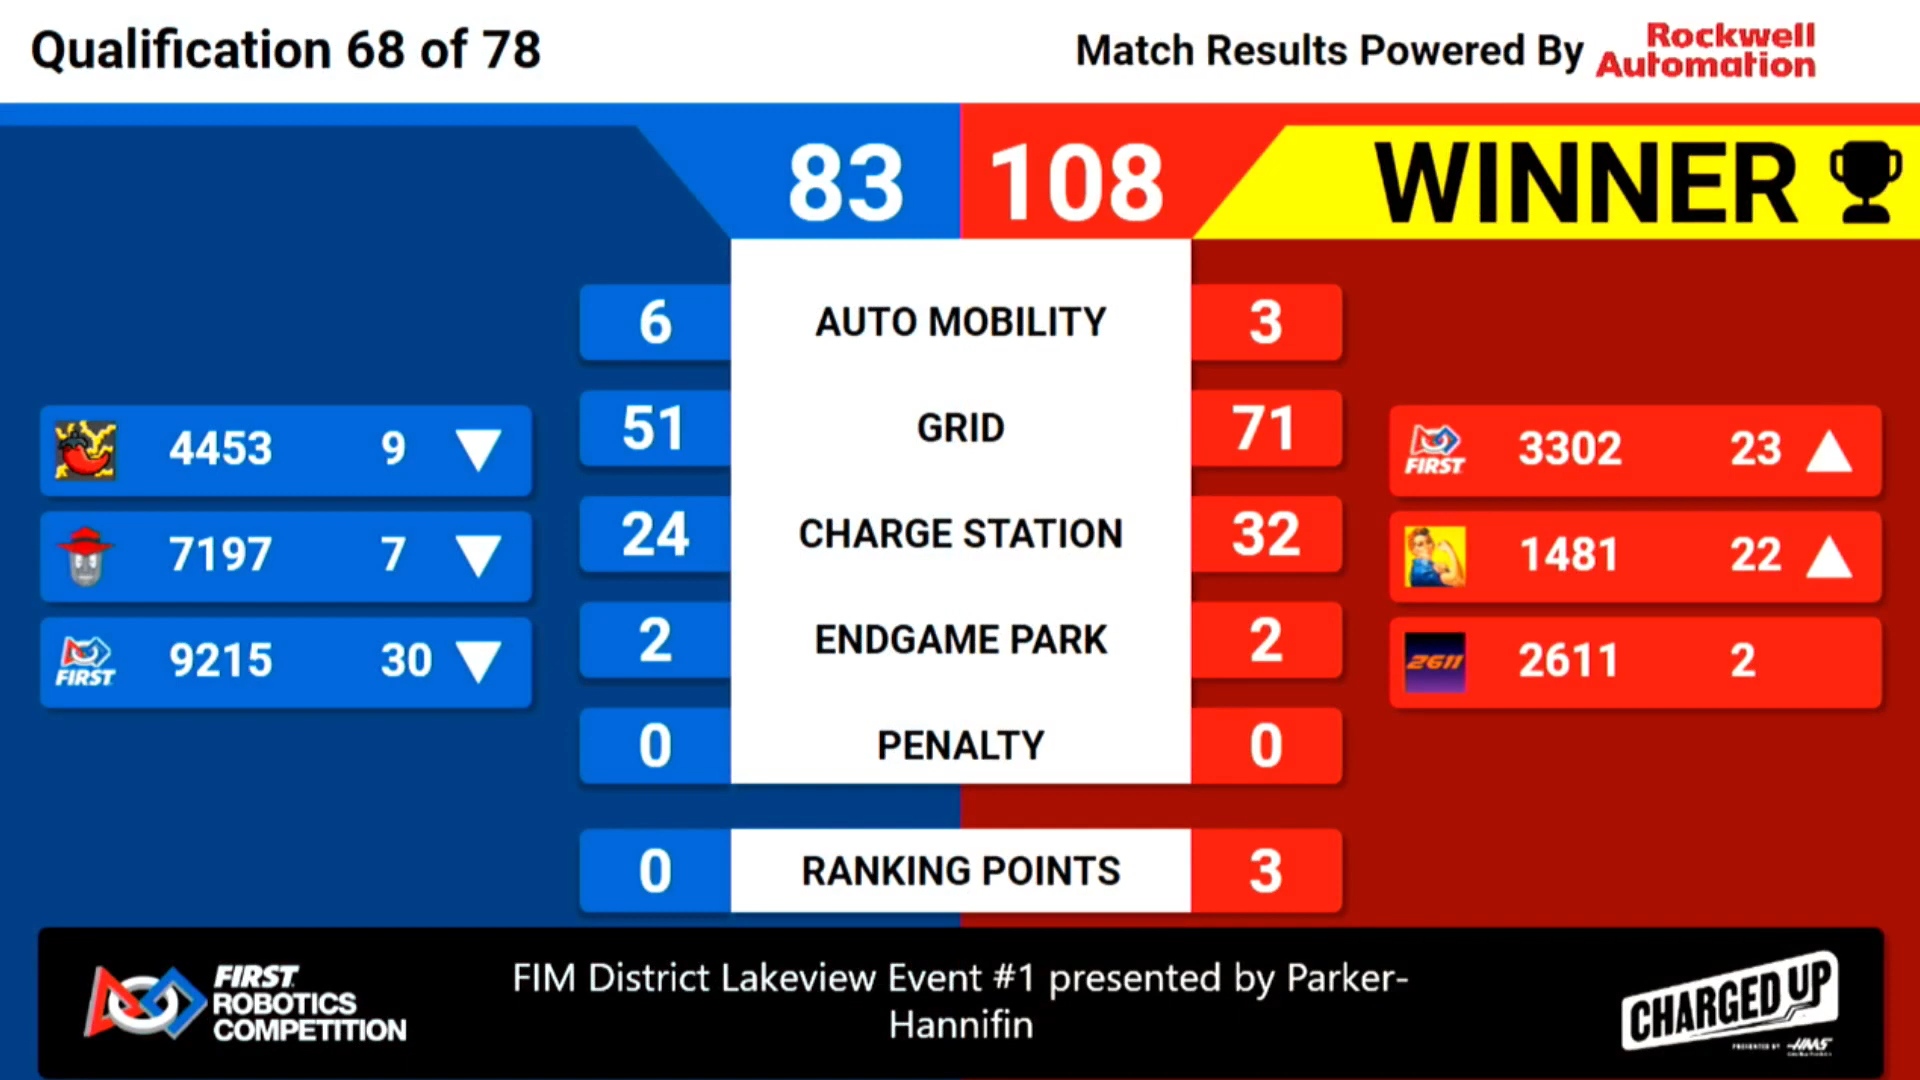 Qualification 68 of 78
Match Results Powered By
Rockwell
Automation
83
108
WINNER
6 AUTO MOBILITY 3
51 GRID 71
24 CHARGE STATION 32
2 ENDGAME PARK 2
0 PENALTY 0
0 RANKING POINTS 3
4453 9
7197 7
FIRST 9215 30
FIRST 3302 23
1481 22
2611 2611 2
FIRST
ROBOTICS
COMPETITION
FIM District Lakeview Event #1 presented by Parker-
Hannifin
CHARGED UP
PRESENTED BY HAAS